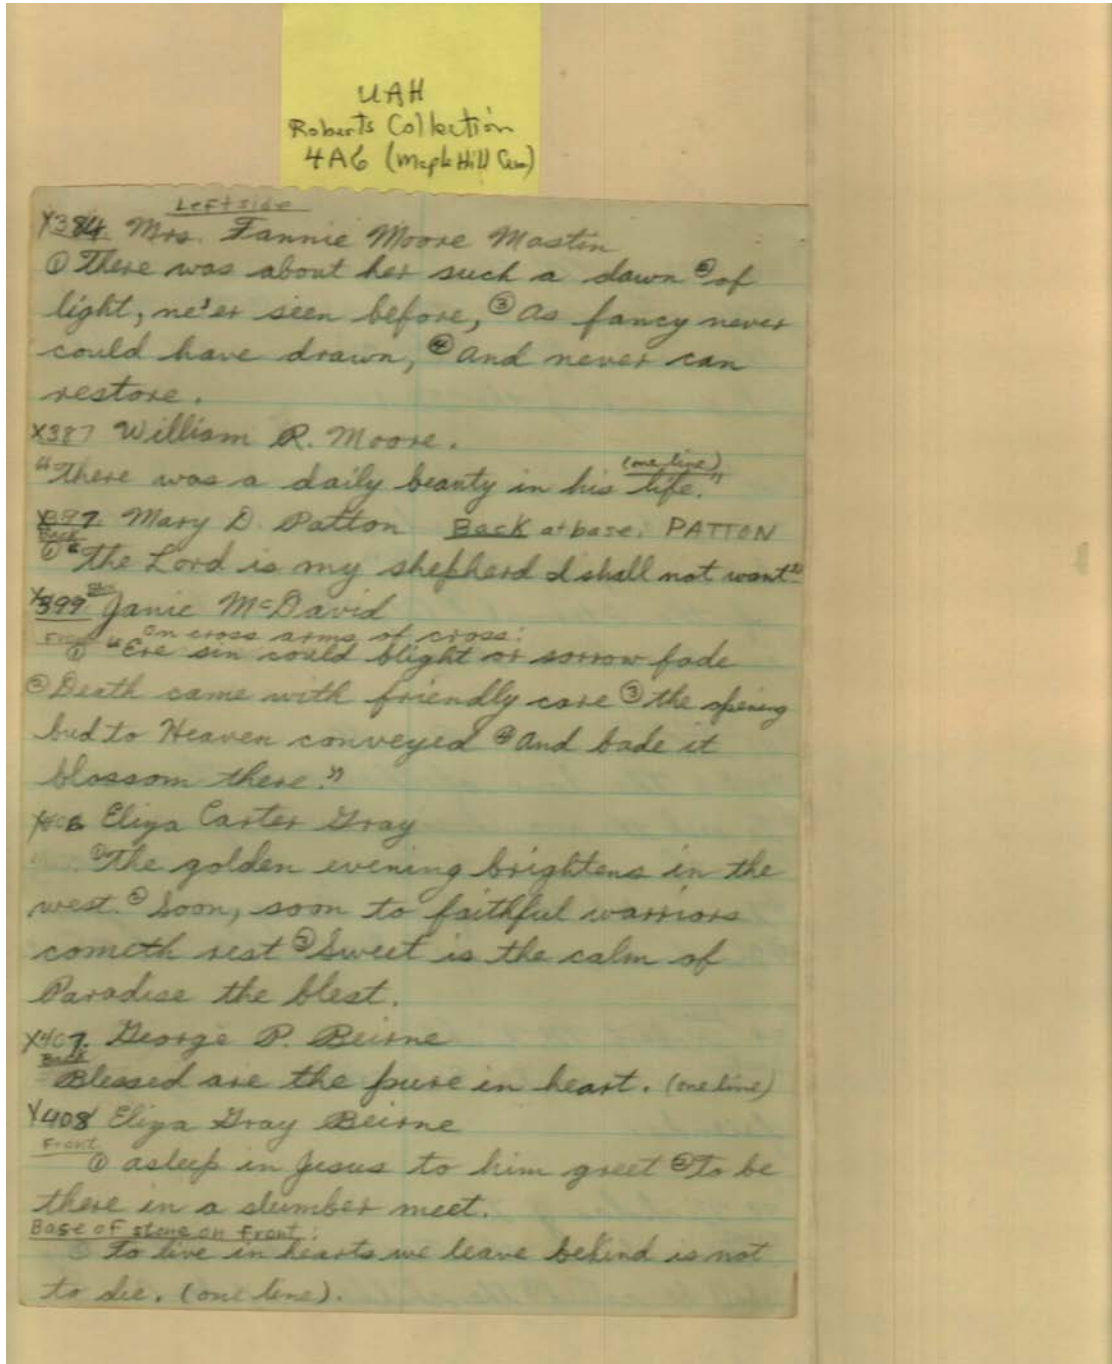 UAH
Roberts Collection
4A6 (Maple Hill Cem)
Left side
X384. Mrs. Fannie Moore Mastin
① There was about her such a dawn ② of
light, ne'er seen before, ③ As fancy never
could have drawn, ④ And never can
restore.
X387 William R. Moore.
(one line)
"There was a daily beauty in his life."
X397. Mary D. Patton Back at base: PATTON
Back
① "The Lord is my shepherd I shall not want"
X399 Janie McDavid
On cross arms of cross:
Front ① "Ere sin could blight or sorrow fade
② Death came with friendly care ③ the opening
bud to Heaven conveyed ④ And bade it
blossom there."
Eliza Carter Gray
① The golden evening brightens in the
west. ② Soon, soon to faithful warriors
cometh rest ③ Sweet is the calm of
Paradise the blest.
X407. George P. Beirne
Back
Blessed are the pure in heart. (one line)
X408 Eliza Gray Beirne
Front
① asleep in Jesus to him greet ② To be
there in a slumber meet.
Base of stone on Front:
To live in hearts we leave behind is not
to die. (one line).